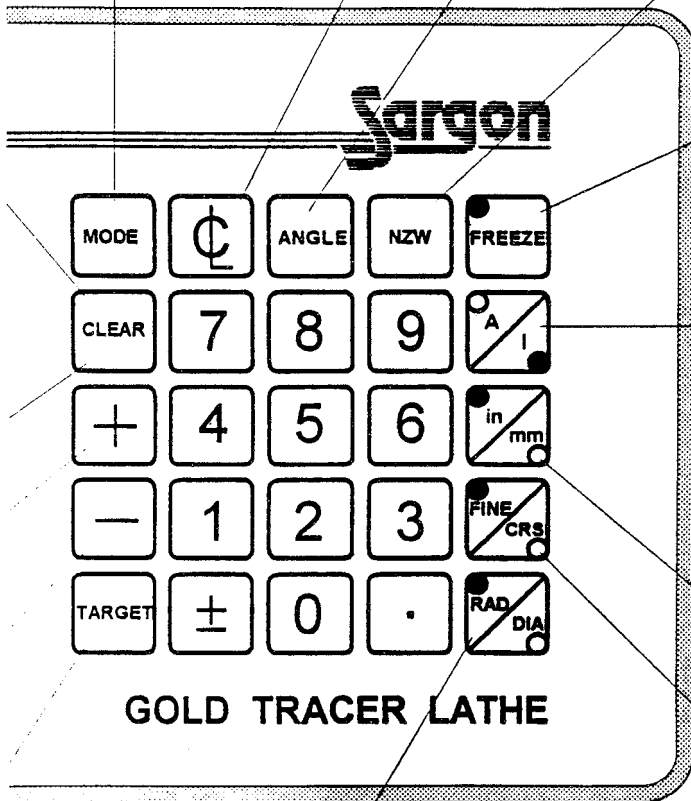 Sargon
MODE ℄ ANGLE NZW FREEZE
CLEAR 7 8 9 A I
+ 4 5 6 in mm
− 1 2 3 FINE CRS
TARGET ± 0 . RAD DIA
GOLD TRACER LATHE